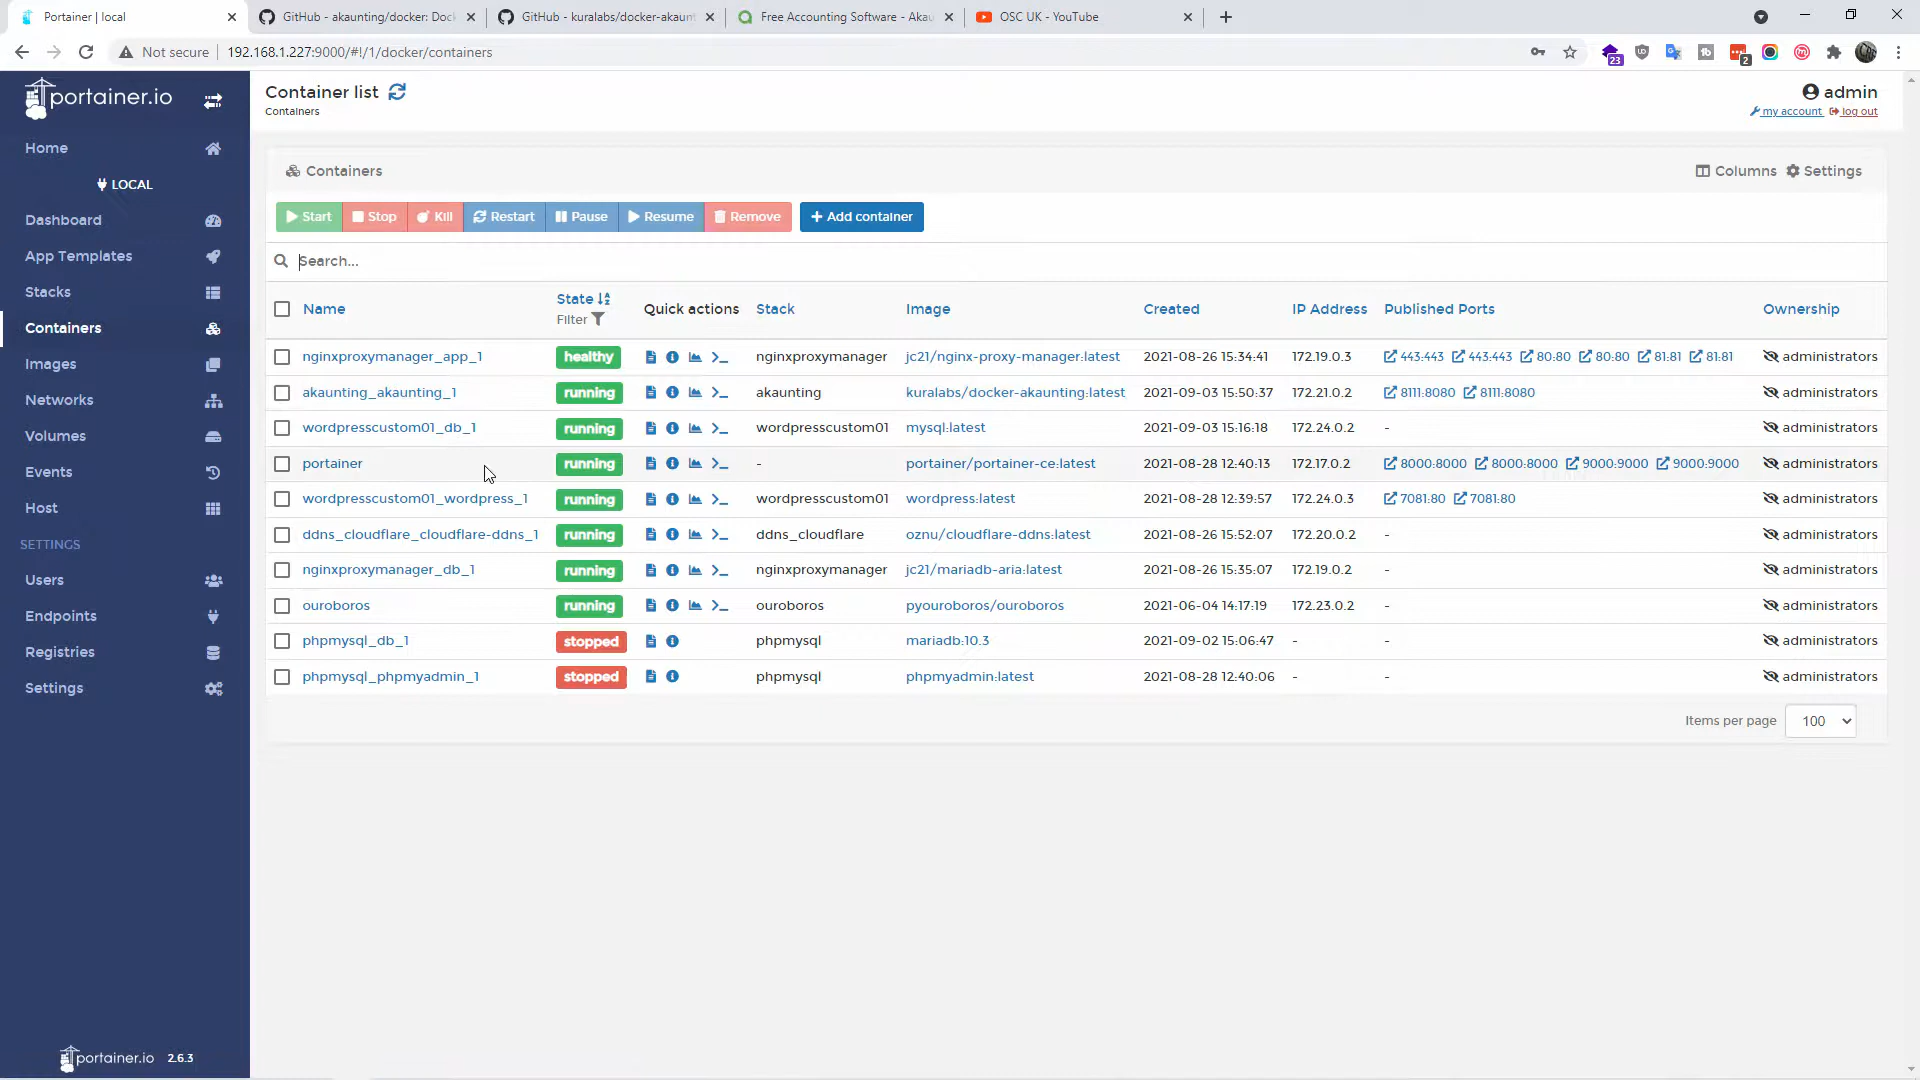 Portainer | local
GitHub - akaunting/docker: Dock
GitHub - kuralabs/docker-akaunt
Free Accounting Software - Akau
OSC UK - YouTube
Not secure
192.168.1.227:9000/#!/1/docker/containers
23
2
portainer.io
Home
LOCAL
Dashboard
App Templates
Stacks
Containers
Images
Networks
Volumes
Events
Host
SETTINGS
Users
Endpoints
Registries
Settings
portainer.io 2.6.3
Container list
Containers
admin
my account log out
Containers
Columns Settings
Start Stop Kill Restart Pause Resume Remove + Add container
Search...
Name State Filter Quick actions Stack Image Created IP Address Published Ports Ownership
nginxproxymanager_app_1 healthy nginxproxymanager jc21/nginx-proxy-manager:latest 2021-08-26 15:34:41 172.19.0.3 443:443 443:443 80:80 80:80 81:81 81:81 administrators
akaunting_akaunting_1 running akaunting kuralabs/docker-akaunting:latest 2021-09-03 15:50:37 172.21.0.2 8111:8080 8111:8080 administrators
wordpresscustom01_db_1 running wordpresscustom01 mysql:latest 2021-09-03 15:16:18 172.24.0.2 - administrators
portainer running - portainer/portainer-ce:latest 2021-08-28 12:40:13 172.17.0.2 8000:8000 8000:8000 9000:9000 9000:9000 administrators
wordpresscustom01_wordpress_1 running wordpresscustom01 wordpress:latest 2021-08-28 12:39:57 172.24.0.3 7081:80 7081:80 administrators
ddns_cloudflare_cloudflare-ddns_1 running ddns_cloudflare oznu/cloudflare-ddns:latest 2021-08-26 15:52:07 172.20.0.2 - administrators
nginxproxymanager_db_1 running nginxproxymanager jc21/mariadb-aria:latest 2021-08-26 15:35:07 172.19.0.2 - administrators
ouroboros running ouroboros pyouroboros/ouroboros 2021-06-04 14:17:19 172.23.0.2 - administrators
phpmysql_db_1 stopped phpmysql mariadb:10.3 2021-09-02 15:06:47 - - administrators
phpmysql_phpmyadmin_1 stopped phpmysql phpmyadmin:latest 2021-08-28 12:40:06 - - administrators
Items per page 100